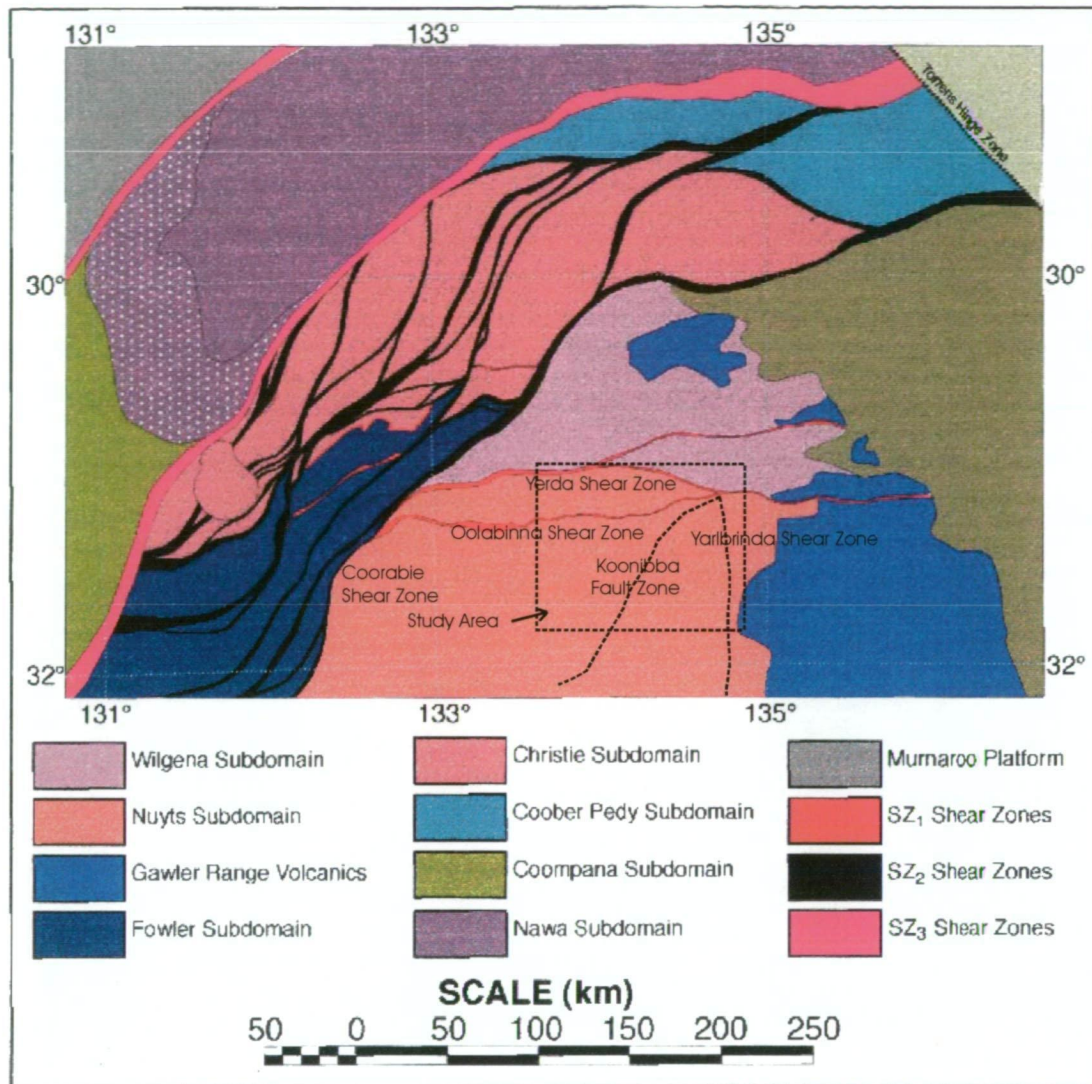 131° 133° 135°
Torrens Hinge Zone
30° 30°
Yerda Shear Zone
Oolabinna Shear Zone
Yarlbrinda Shear Zone
Koonibba
Fault Zone
Coorabie
Shear Zone
Study Area
32° 32°
131° 133° 135°
Wilgena Subdomain
Christie Subdomain
Murnaroo Platform
Nuyts Subdomain
Coober Pedy Subdomain
SZ1 Shear Zones
Gawler Range Volcanics
Coompana Subdomain
SZ2 Shear Zones
Fowler Subdomain
Nawa Subdomain
SZ3 Shear Zones
SCALE (km)
50 0 50 100 150 200 250